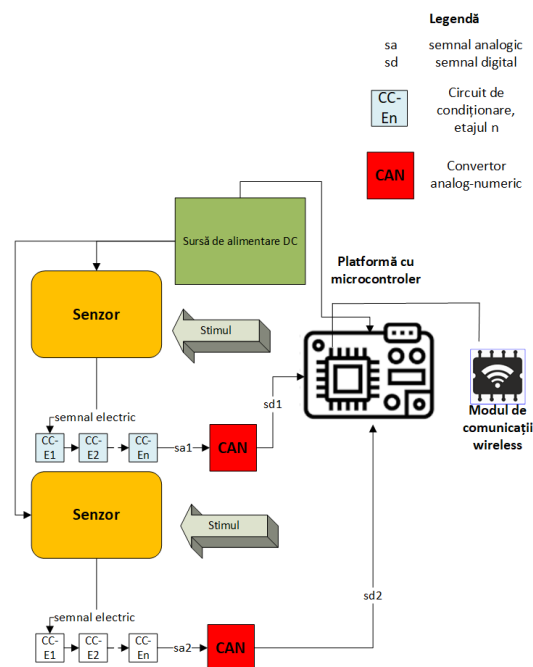 Legendă
sa semnal analogic
sd semnal digital
CC-
En
Circuit de
condiționare,
etajul n
CAN
Convertor
analog-numeric
Sursă de alimentare DC
Platformă cu
microcontroler
Senzor
Stimul
sd1
Modul de
comunicații
wireless
semnal electric
CC-
E1
CC-
E2
CC-
En
sa1
CAN
Senzor
Stimul
sd2
semnal electric
CC-
E1
CC-
E2
CC-
En
sa2
CAN